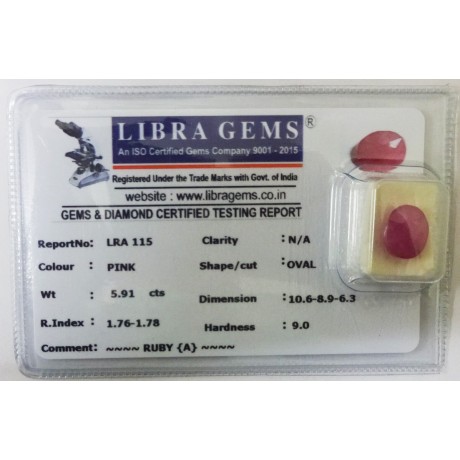 LIBRA GEMS ®
An ISO Certified Gems Company 9001 - 2015
Registered Under the Trade Marks with Govt. of India
website : www.libragems.co.in
GEMS & DIAMOND CERTIFIED TESTING REPORT
ReportNo: LRA 115 Clarity : N/A
Colour : PINK Shape/cut : OVAL
Wt : 5.91 cts Dimension : 10.6-8.9-6.3
R.Index : 1.76-1.78 Hardness : 9.0
Comment: ~~~~ RUBY {A} ~~~~